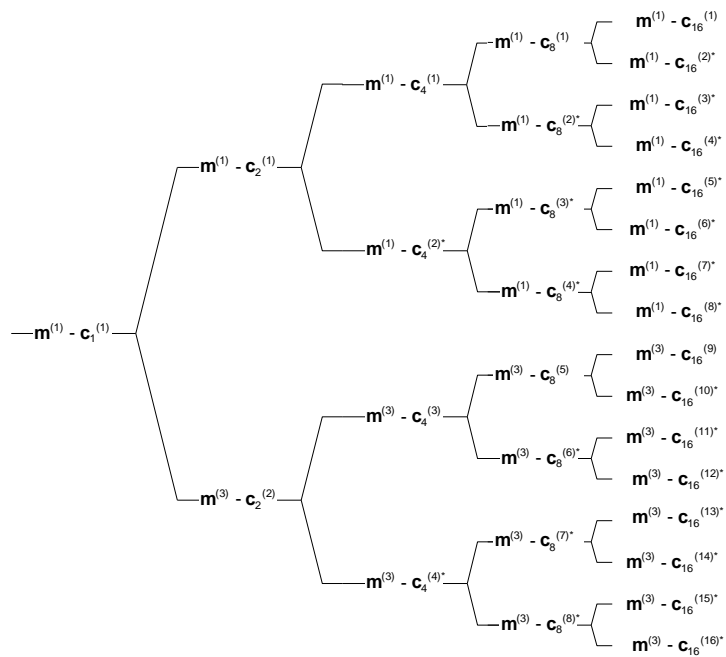 m(1) - c16(1)
m(1) - c8(1)
m(1) - c16(2)*
m(1) - c4(1)
m(1) - c16(3)*
m(1) - c8(2)*
m(1) - c16(4)*
m(1) - c2(1)
m(1) - c16(5)*
m(1) - c8(3)*
m(1) - c16(6)*
m(1) - c4(2)*
m(1) - c16(7)*
m(1) - c8(4)*
m(1) - c16(8)*
m(1) - c1(1)
m(3) - c16(9)
m(3) - c8(5)
m(3) - c16(10)*
m(3) - c4(3)
m(3) - c16(11)*
m(3) - c8(6)*
m(3) - c16(12)*
m(3) - c2(2)
m(3) - c16(13)*
m(3) - c8(7)*
m(3) - c16(14)*
m(3) - c4(4)*
m(3) - c16(15)*
m(3) - c8(8)*
m(3) - c16(16)*